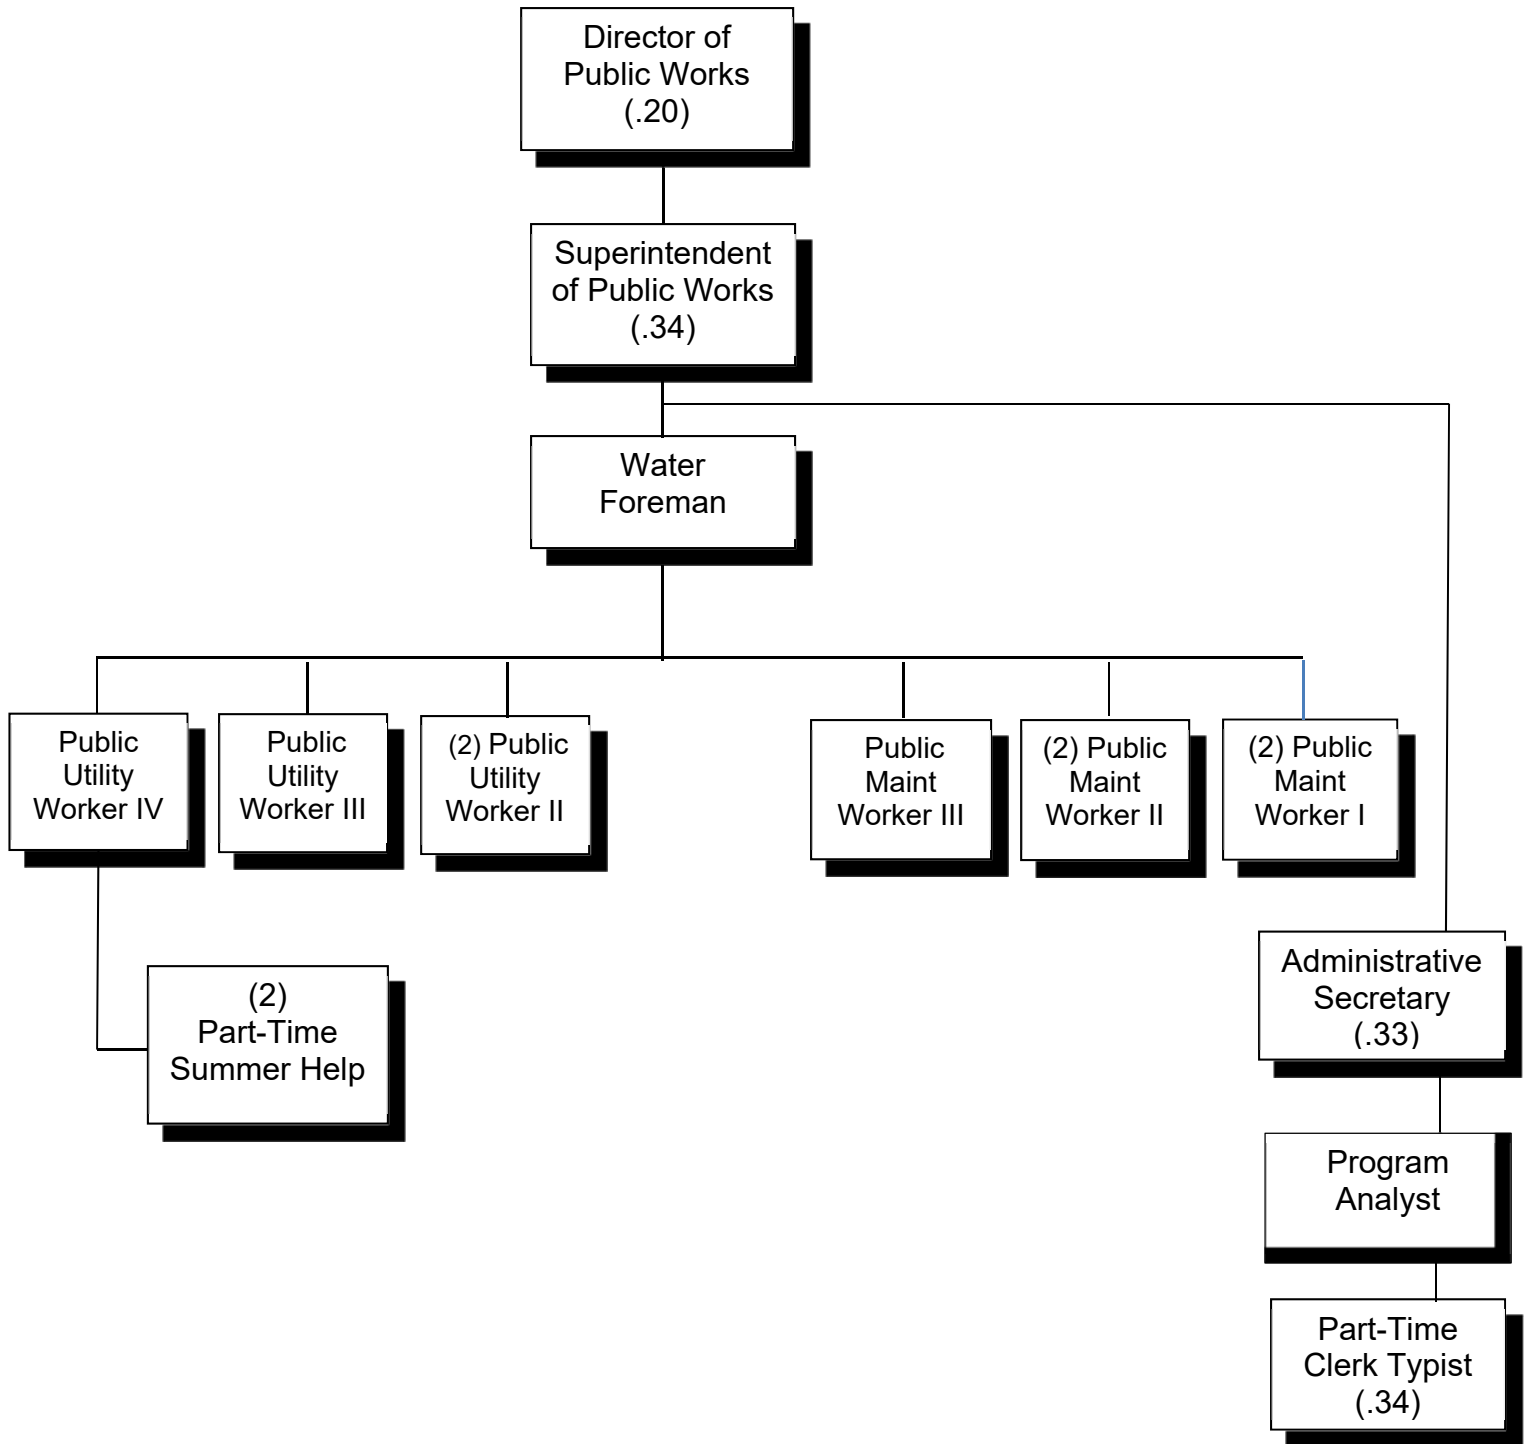 Director of
Public Works
(.20)
Superintendent
of Public Works
(.34)
Water
Foreman
Public
Utility
Worker IV
Public
Utility
Worker III
(2) Public
Utility
Worker II
Public
Maint
Worker III
(2) Public
Maint
Worker II
(2) Public
Maint
Worker I
(2)
Part-Time
Summer Help
Administrative
Secretary
(.33)
Program
Analyst
Part-Time
Clerk Typist
(.34)